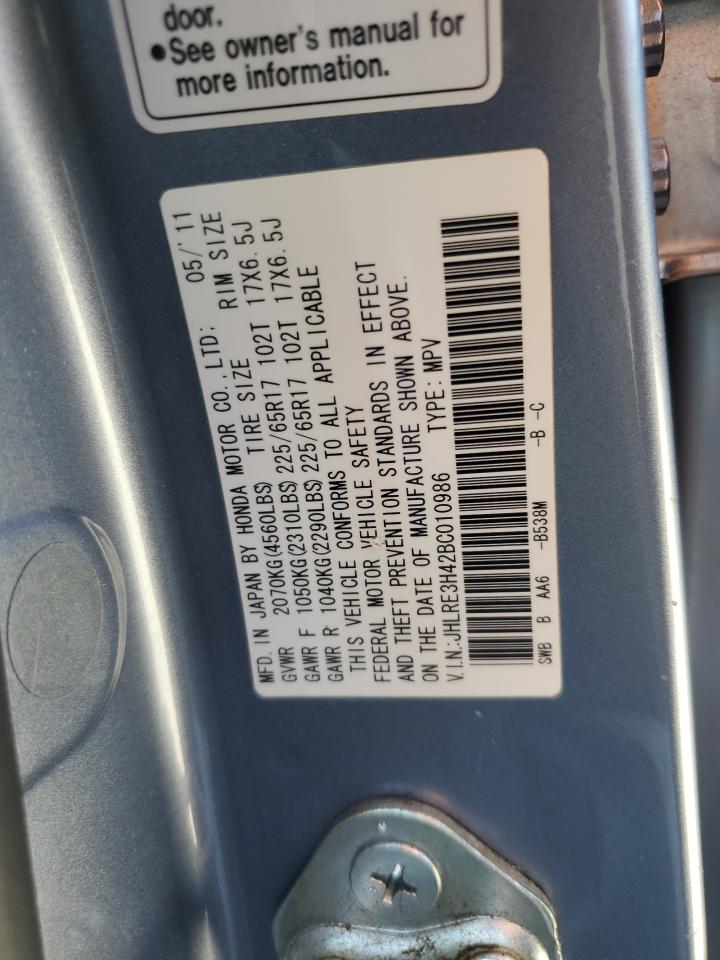 door.
●See owner's manual for
more information.
MFD. IN JAPAN BY HONDA MOTOR CO.,LTD: 05/'11
GVWR 2070KG(4560LBS) TIRE SIZE RIM SIZE
GAWR F 1050KG(2310LBS) 225/65R17 102T 17X6.5J
GAWR R 1040KG(2290LBS) 225/65R17 102T 17X6.5J
THIS VEHICLE CONFORMS TO ALL APPLICABLE
FEDERAL MOTOR VEHICLE SAFETY
AND THEFT PREVENTION STANDARDS IN EFFECT
ON THE DATE OF MANUFACTURE SHOWN ABOVE.
V.I.N.:JHLRE3H42BC010986 TYPE: MPV
SWB B AA6 -B538M -B -C